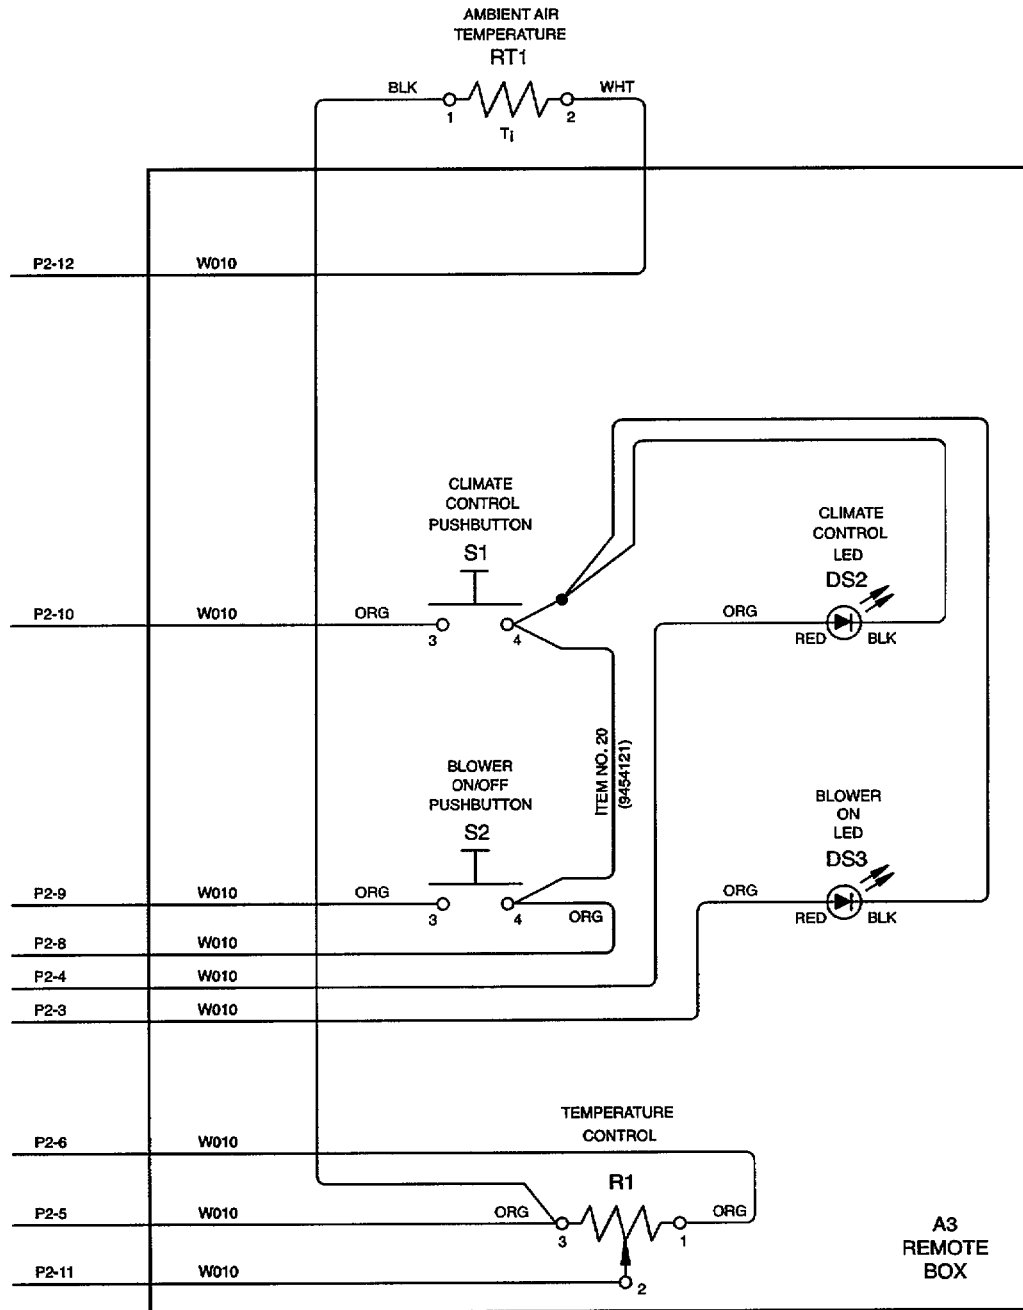 AMBIENT AIR
TEMPERATURE
RT1
BLK
WHT
1
2
Ti
P2-12
W010
CLIMATE
CONTROL
PUSHBUTTON
S1
CLIMATE
CONTROL
LED
DS2
P2-10
W010
ORG
3
4
ORG
RED
BLK
ITEM NO. 20
(9454121)
BLOWER
ON/OFF
PUSHBUTTON
S2
BLOWER
ON
LED
DS3
P2-9
W010
ORG
3
4
ORG
ORG
RED
BLK
P2-8
W010
P2-4
W010
P2-3
W010
TEMPERATURE
CONTROL
P2-6
W010
R1
P2-5
W010
ORG
3
1
ORG
P2-11
W010
2
A3
REMOTE
BOX